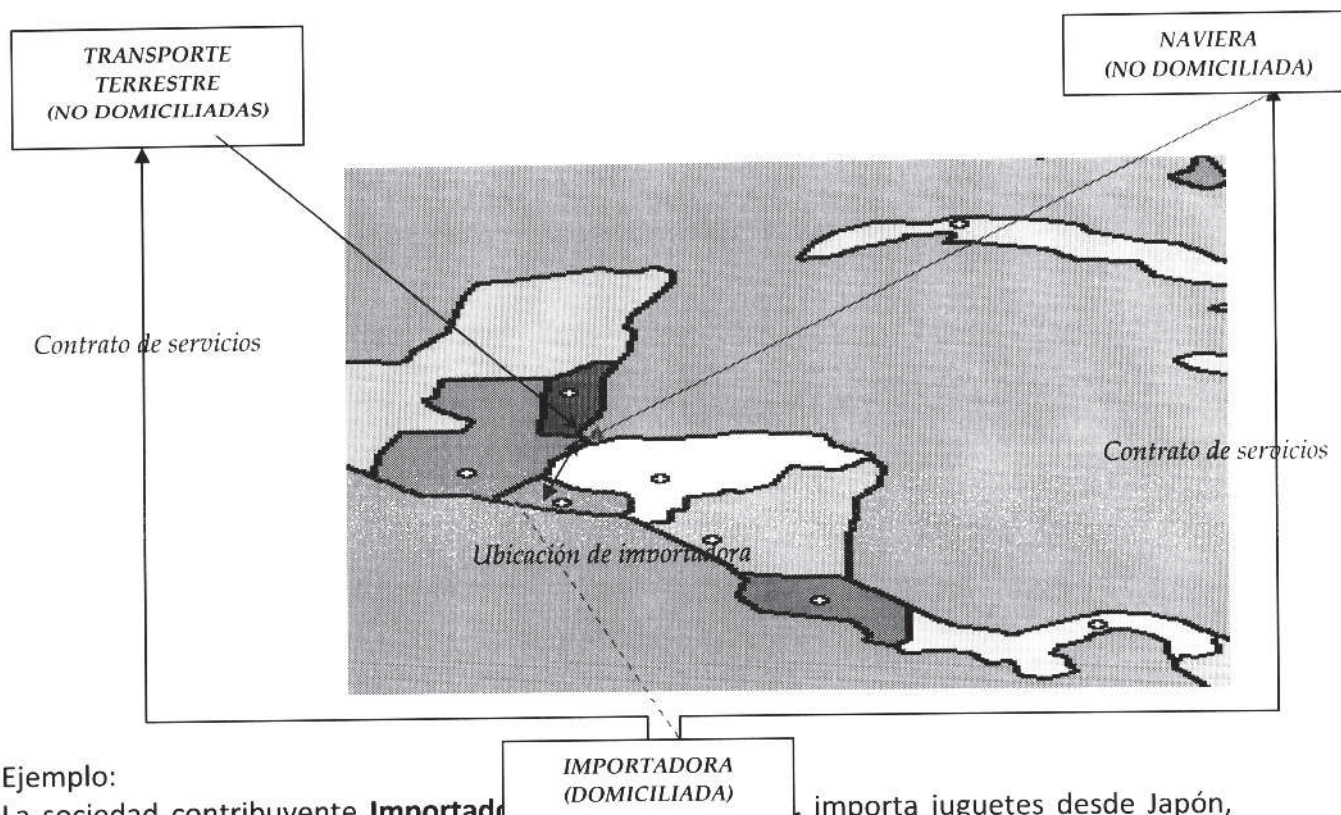 TRANSPORTE
TERRESTRE
(NO DOMICILIADAS)
NAVIERA
(NO DOMICILIADA)
Contrato de servicios
Contrato de servicios
Ubicación de importadora
IMPORTADORA
(DOMICILIADA)
Ejemplo:
La sociedad contribuyente importa juguetes desde Japón,